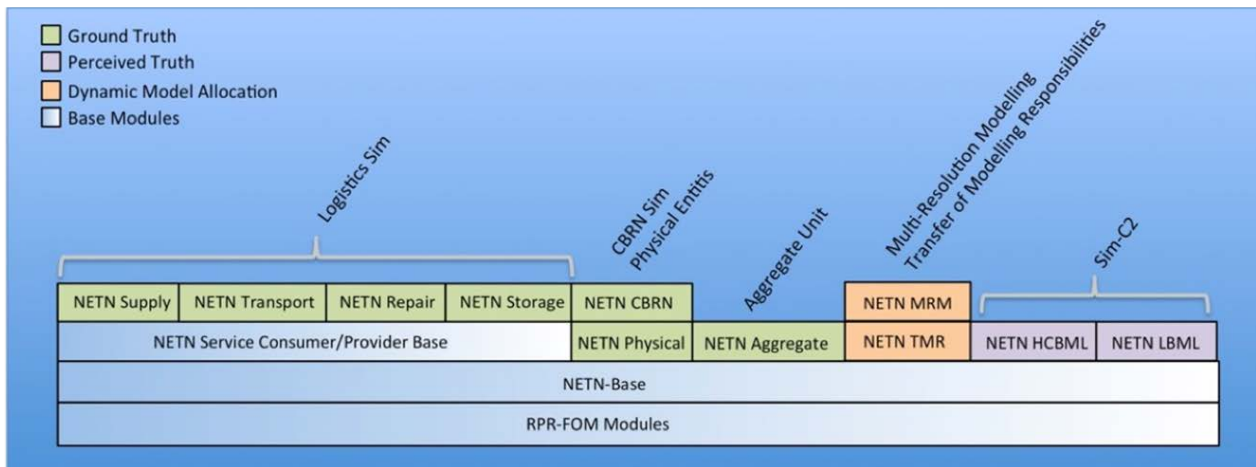 Ground Truth
Perceived Truth
Dynamic Model Allocation
Base Modules
Logistics Sim
CBRN Sim
Physical Entitis
Aggregate Unit
Multi-Resolution Modelling
Transfer of Modelling Responsibilities
Sim-C2
NETN Supply NETN Transport NETN Repair NETN Storage NETN CBRN NETN MRM
NETN Service Consumer/Provider Base NETN Physical NETN Aggregate NETN TMR NETN HCBML NETN LBML
NETN-Base
RPR-FOM Modules